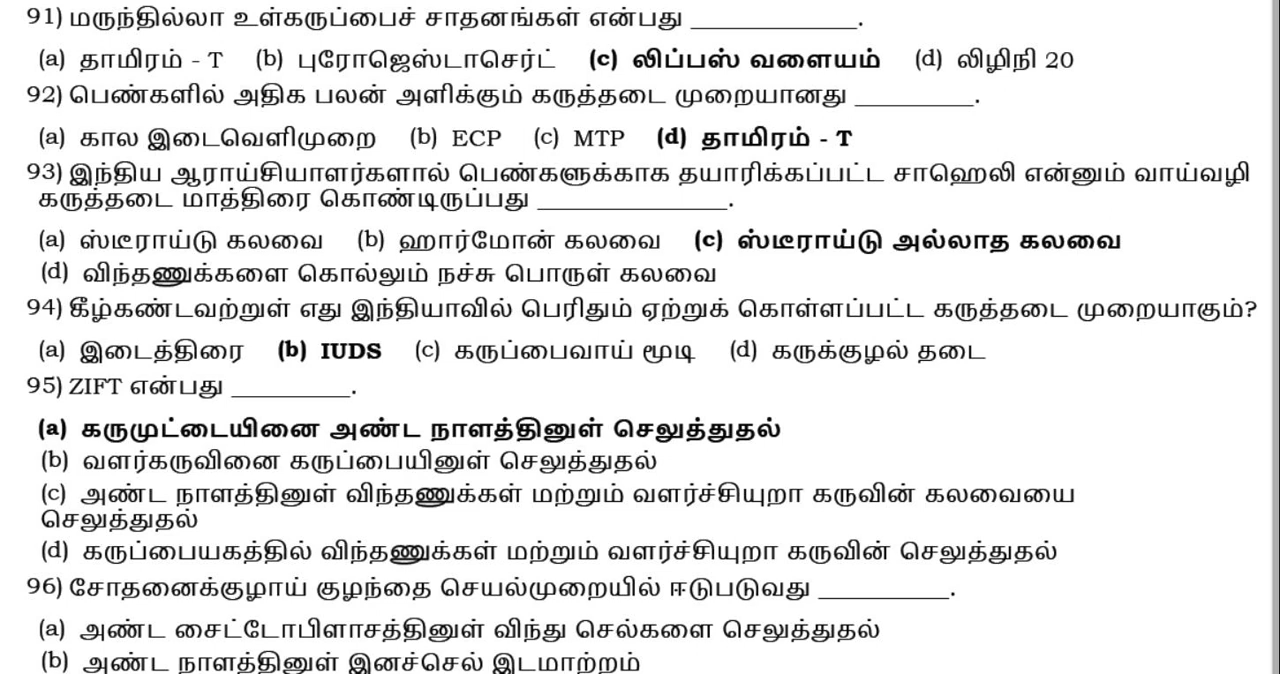 91) மருந்தில்லா உள்கருப்பைச் சாதனங்கள் என்பது ____________.
(a) தாமிரம் - T (b) புரோஜெஸ்டாசெர்ட் (c) லிப்பஸ் வளையம் (d) லிழிநி 20
92) பெண்களில் அதிக பலன் அளிக்கும் கருத்தடை முறையானது _________.
(a) கால இடைவெளிமுறை (b) ECP (c) MTP (d) தாமிரம் - T
93) இந்திய ஆராய்சியாளர்களால் பெண்களுக்காக தயாரிக்கப்பட்ட சாஹெலி என்னும் வாய்வழி
கருத்தடை மாத்திரை கொண்டிருப்பது ______________.
(a) ஸ்டீராய்டு கலவை (b) ஹார்மோன் கலவை (c) ஸ்டீராய்டு அல்லாத கலவை
(d) விந்தணுக்களை கொல்லும் நச்சு பொருள் கலவை
94) கீழ்கண்டவற்றுள் எது இந்தியாவில் பெரிதும் ஏற்றுக் கொள்ளப்பட்ட கருத்தடை முறையாகும்?
(a) இடைத்திரை (b) IUDS (c) கருப்பைவாய் மூடி (d) கருக்குழல் தடை
95) ZIFT என்பது _________.
(a) கருமுட்டையினை அண்ட நாளத்தினுள் செலுத்துதல்
(b) வளர்கருவினை கருப்பையினுள் செலுத்துதல்
(c) அண்ட நாளத்தினுள் விந்தணுக்கள் மற்றும் வளர்ச்சியுறா கருவின் கலவையை
செலுத்துதல்
(d) கருப்பையகத்தில் விந்தணுக்கள் மற்றும் வளர்ச்சியுறா கருவின் செலுத்துதல்
96) சோதனைக்குழாய் குழந்தை செயல்முறையில் ஈடுபடுவது __________.
(a) அண்ட சைட்டோபிளாசத்தினுள் விந்து செல்களை செலுத்துதல்
(b) அண்ட நாளத்தினுள் இனச்செல் இடமாற்றம்